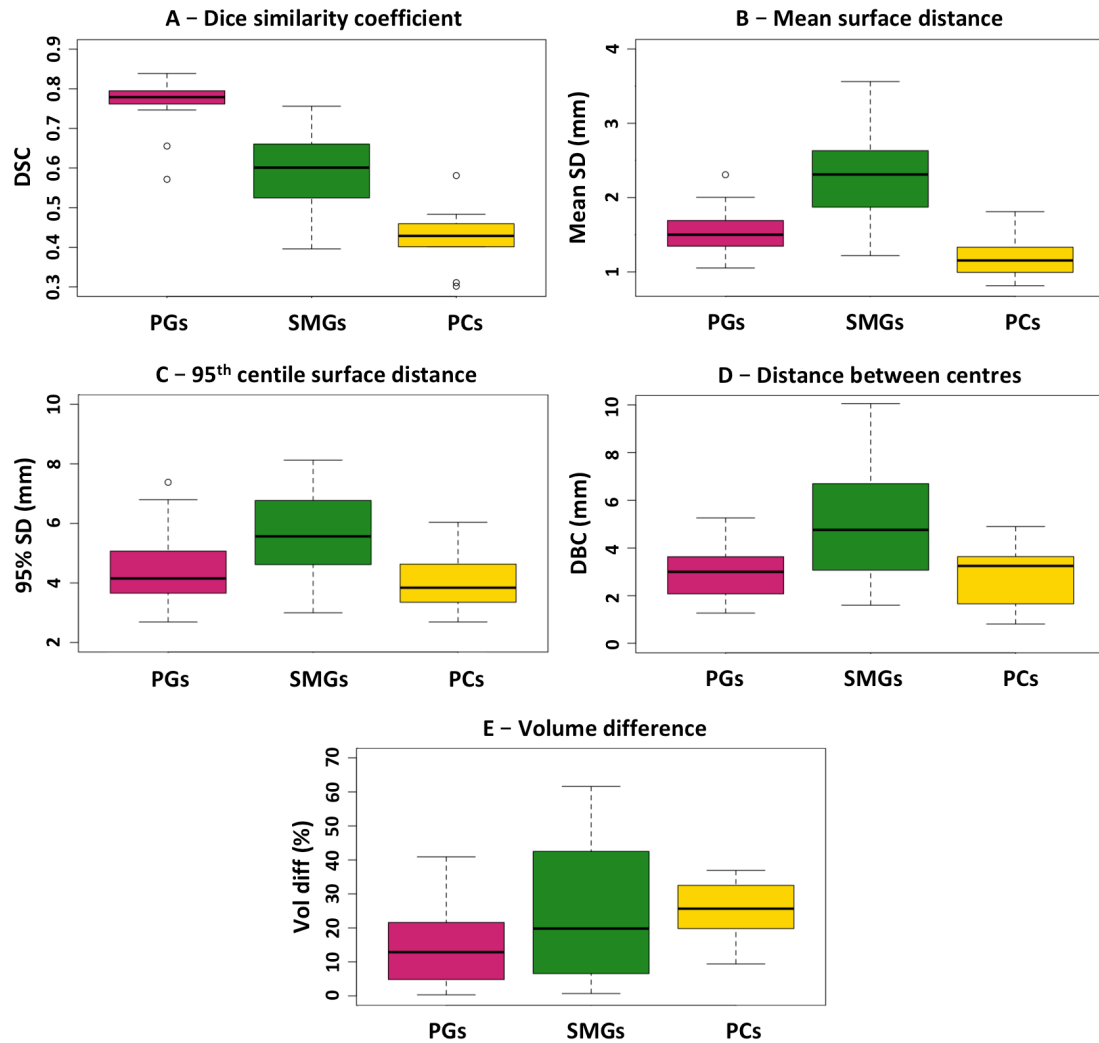 A – Dice similarity coefficient
DSC
0.9
0.8
0.7
0.6
0.5
0.4
0.3
PGs SMGs PCs
B – Mean surface distance
Mean SD (mm)
4
3
2
1
PGs SMGs PCs
C – 95th centile surface distance
95% SD (mm)
10
8
6
4
2
PGs SMGs PCs
D – Distance between centres
DBC (mm)
10
8
6
4
2
0
PGs SMGs PCs
E – Volume difference
Vol diff (%)
70
60
50
40
30
20
10
0
PGs SMGs PCs